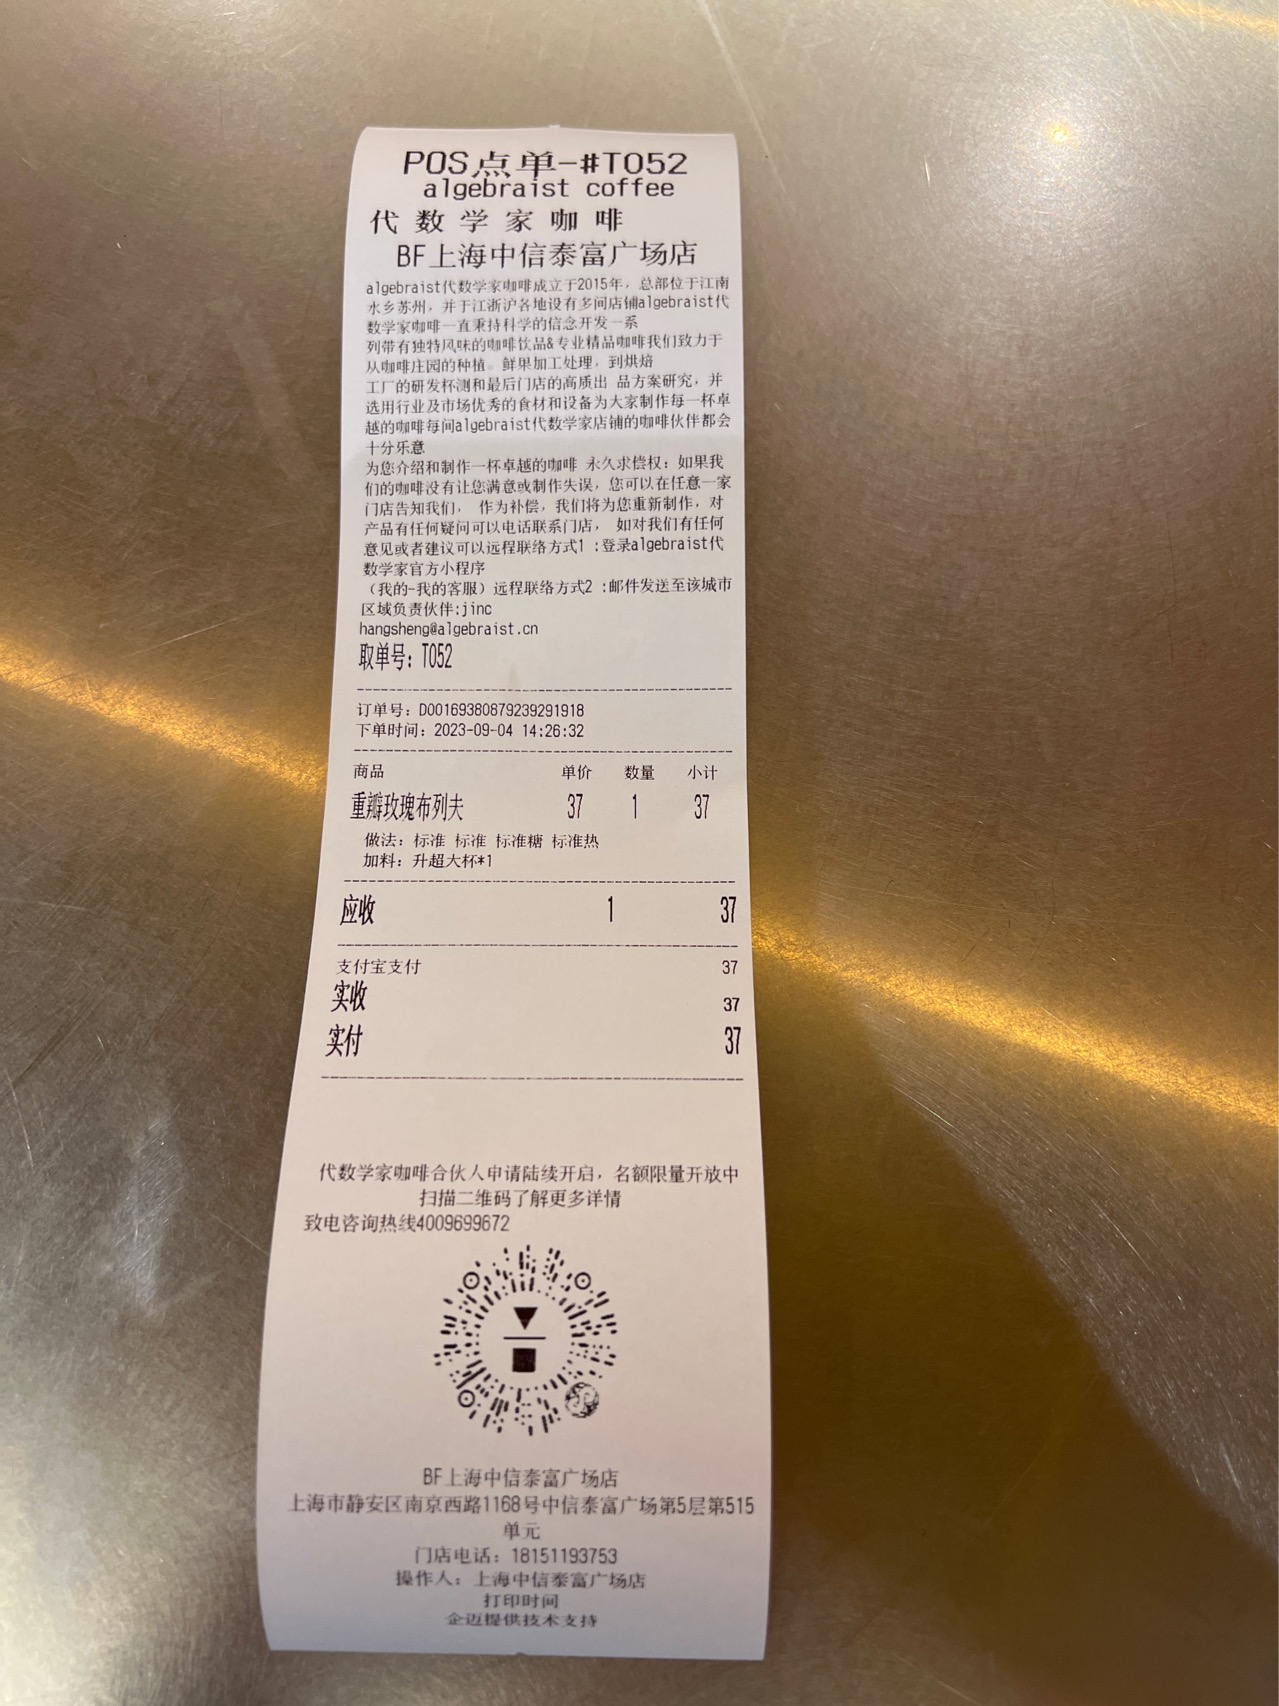 POS点单-#T052
algebraist coffee
代数学家咖啡
BF上海中信泰富广场店
algebraist代数学家咖啡成立于2015年，总部位于江南
水乡苏州，并于江浙沪各地设有多间店铺algebraist代
数学家咖啡一直秉持科学的信念开发一系
列带有独特风味的咖啡饮品&专业精品咖啡我们致力于
从咖啡庄园的种植。鲜果加工处理，到烘焙
工厂的研发杯测和最后门店的高质出 品方案研究，并
选用行业及市场优秀的食材和设备为大家制作每一杯卓
越的咖啡每间algebraist代数学家店铺的咖啡伙伴都会
十分乐意
为您介绍和制作一杯卓越的咖啡 永久求偿权：如果我
们的咖啡没有让您满意或制作失误，您可以在任意一家
门店告知我们， 作为补偿，我们将为您重新制作，对
产品有任何疑问可以电话联系门店， 如对我们有任何
意见或者建议可以远程联络方式1 :登录algebraist代
数学家官方小程序
（我的-我的客服）远程联络方式2 :邮件发送至该城市
区域负责伙伴:jinc
hangsheng@algebraist.cn
取单号：T052
订单号：D00169380879239291918
下单时间：2023-09-04 14:26:32
商品 单价 数量 小计
重瓣玫瑰布列夫 37 1 37
做法：标准 标准 标准糖 标准热
加料：升超大杯*1
应收 1 37
支付宝支付 37
实收 37
实付 37
代数学家咖啡合伙人申请陆续开启，名额限量开放中
扫描二维码了解更多详情
致电咨询热线4009699672
BF上海中信泰富广场店
上海市静安区南京西路1168号中信泰富广场第5层第515
单元
门店电话：18151193753
操作人：上海中信泰富广场店
打印时间
企迈提供技术支持